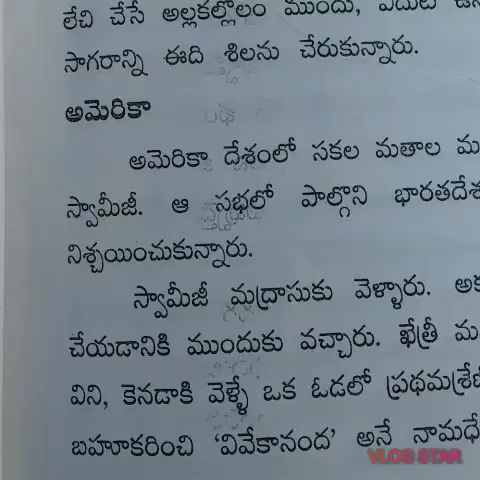 లేచి చేసే అల్లకల్లోలం ముందు,
సాగరాన్ని ఈది శిలను చేరుకున్నారు.
అమెరికా
అమెరికా దేశంలో సకల మతాల మ
స్వామీజీ. ఆ సభలో పాల్గొని భారతదేశ
నిశ్చయించుకున్నారు.
స్వామీజీ మద్రాసుకు వెళ్ళారు. అక
చేయడానికి ముందుకు వచ్చారు. ఖేత్రీ మ
విని, కెనడాకి వెళ్ళే ఒక ఓడలో ప్రథమశ్రేణి
బహూకరించి ‘వివేకానంద’ అనే నామధే
VLOG STAR